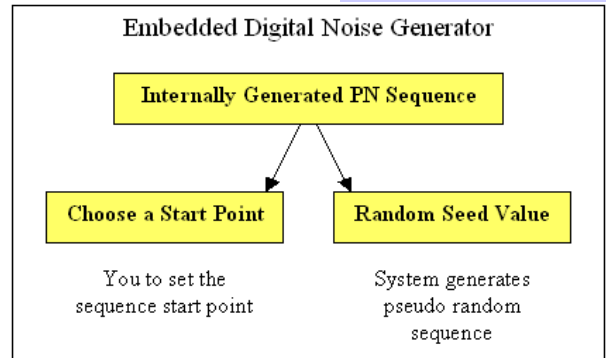 Embedded Digital Noise Generator
Internally Generated PN Sequence
Choose a Start Point
Random Seed Value
You to set the
sequence start point
System generates
pseudo random
sequence